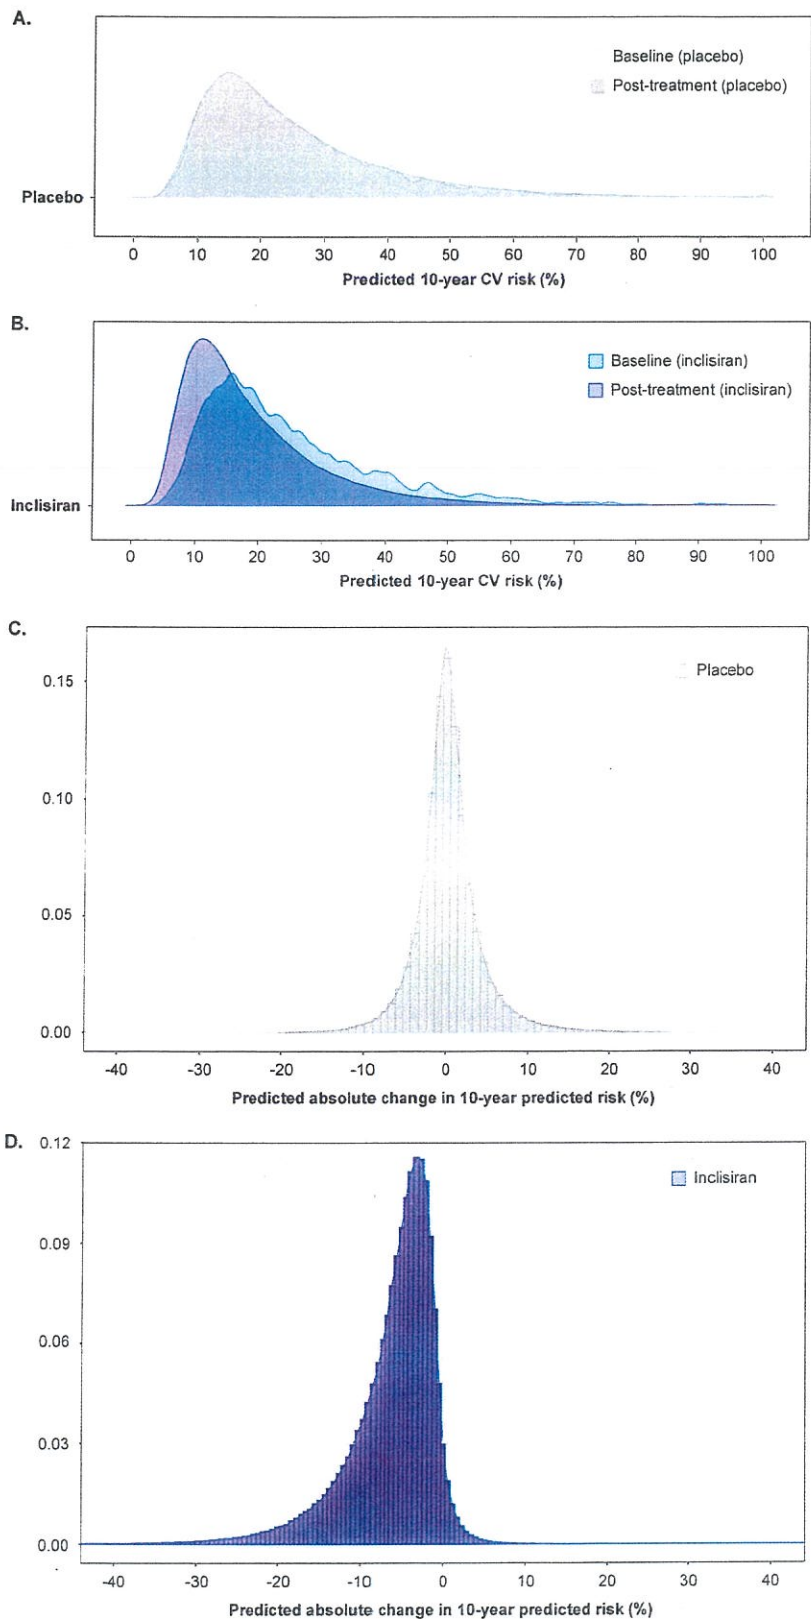 A.
Baseline (placebo)
Post-treatment (placebo)
Placebo
0 10 20 30 40 50 60 70 80 90 100
Predicted 10-year CV risk (%)
B.
Baseline (inclisiran)
Post-treatment (inclisiran)
Inclisiran
0 10 20 30 40 50 60 70 80 90 100
Predicted 10-year CV risk (%)
C.
Placebo
0.15
0.10
0.05
0.00
-40 -30 -20 -10 0 10 20 30 40
Predicted absolute change in 10-year predicted risk (%)
D.
0.12
Inclisiran
0.09
0.06
0.03
0.00
-40 -30 -20 -10 0 10 20 30 40
Predicted absolute change in 10-year predicted risk (%)